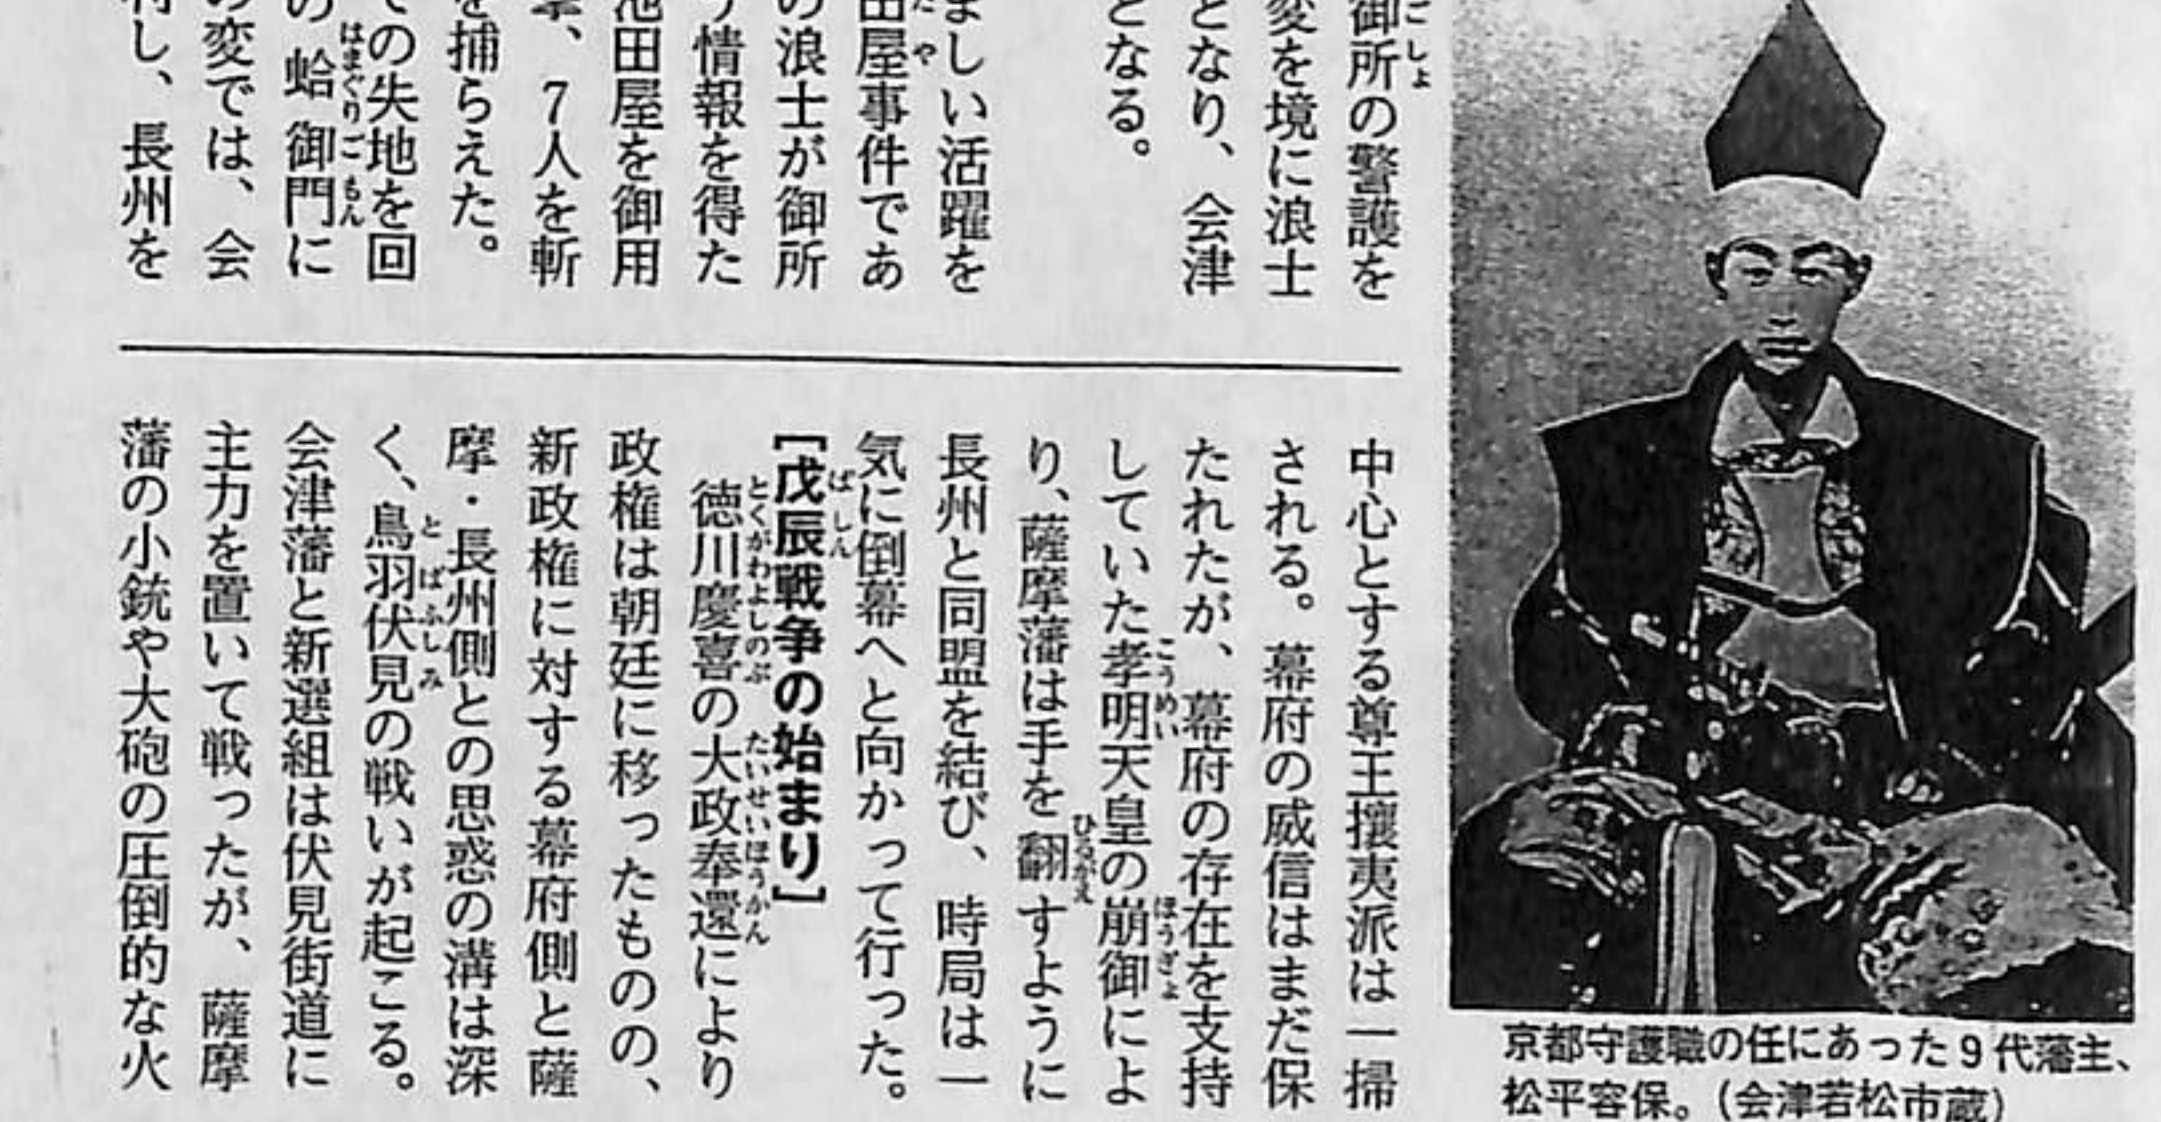 御所の警護を
変を境に浪士
となり、会津
となる。
ましい活躍を
田屋事件であ
の浪士が御所
う情報を得た
池田屋を御用
撃、7人を斬
を捕らえた。
ての失地を回
の蛤御門に
の変では、会
利し、長州を
中心とする尊王攘夷派は一掃
される。幕府の威信はまだ保
たれたが、幕府の存在を支持
していた孝明天皇の崩御によ
り、薩摩藩は手を翻すように
長州と同盟を結び、時局は一
気に倒幕へと向かって行った。
[戊辰戦争の始まり]
徳川慶喜の大政奉還により
政権は朝廷に移ったものの、
新政権に対する幕府側と薩
摩・長州側との思惑の溝は深
く、鳥羽伏見の戦いが起こる。
会津藩と新選組は伏見街道に
主力を置いて戦ったが、薩摩
藩の小銃や大砲の圧倒的な火
京都守護職の任にあった9代藩主、
松平容保。(会津若松市蔵)